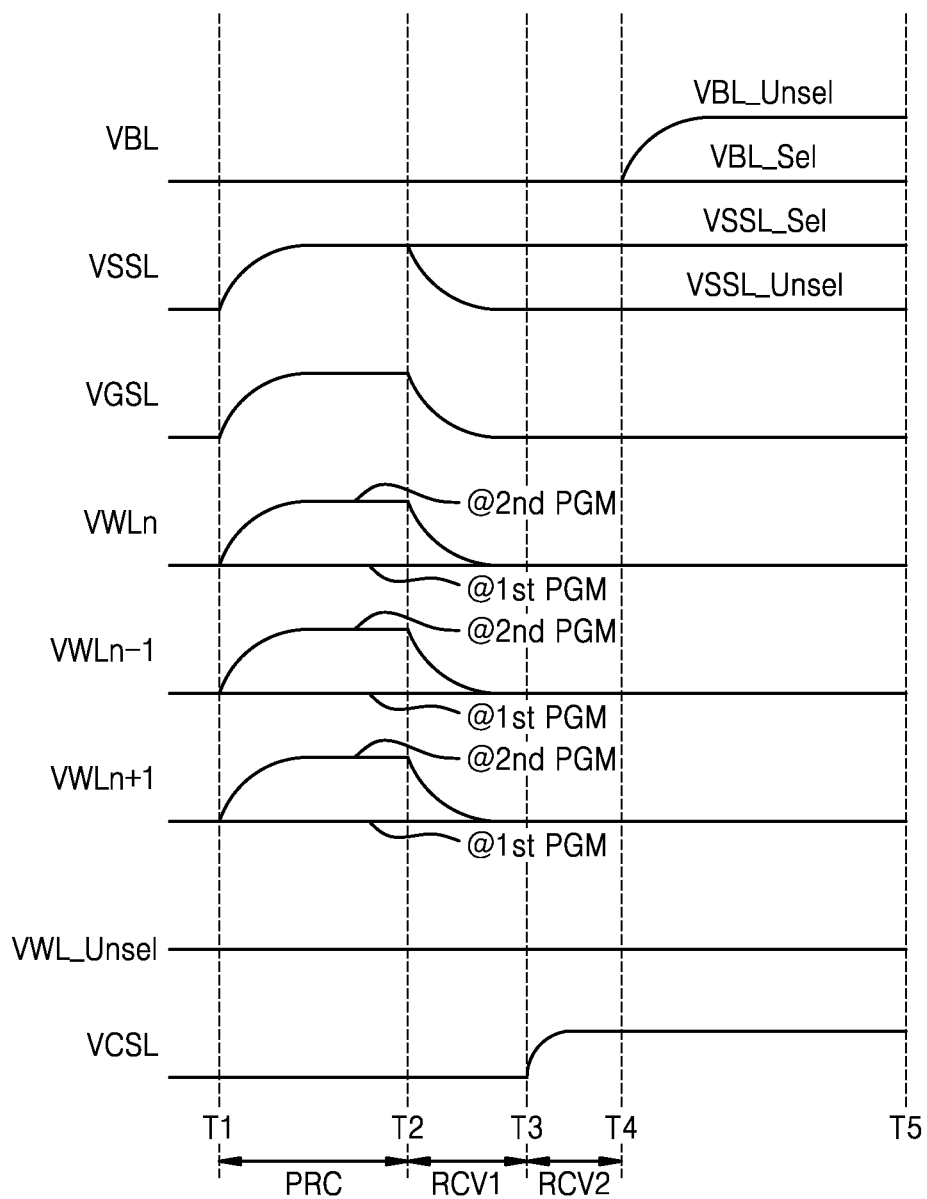 VBL
VBL_Unsel
VBL_Sel
VSSL
VSSL_Sel
VSSL_Unsel
VGSL
VWLn
@2nd PGM
@1st PGM
VWLn-1
@2nd PGM
@1st PGM
VWLn+1
@2nd PGM
@1st PGM
VWL_Unsel
VCSL
T1 T2 T3 T4 T5
PRC RCV1 RCV2